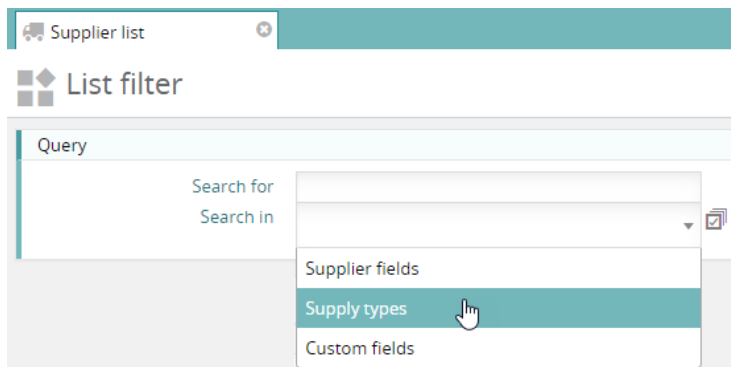 Supplier list
List filter
Query
Search for
Search in
Supplier fields
Supply types
Custom fields